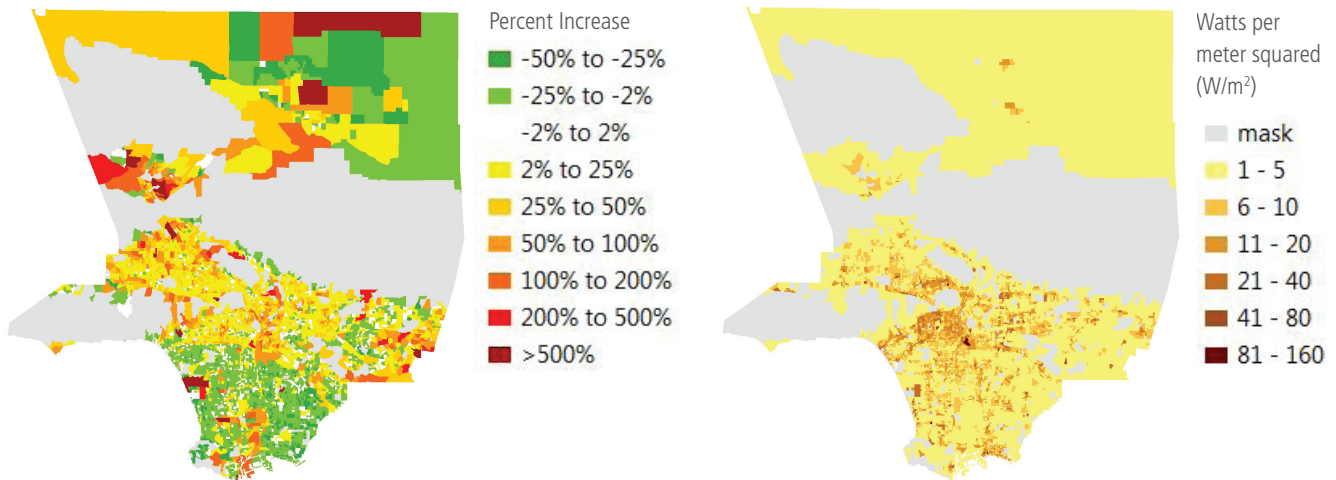 Percent Increase
-50% to -25%
-25% to -2%
-2% to 2%
2% to 25%
25% to 50%
50% to 100%
100% to 200%
200% to 500%
>500%
Watts per
meter squared
(W/m²)
mask
1 - 5
6 - 10
11 - 20
21 - 40
41 - 80
81 - 160